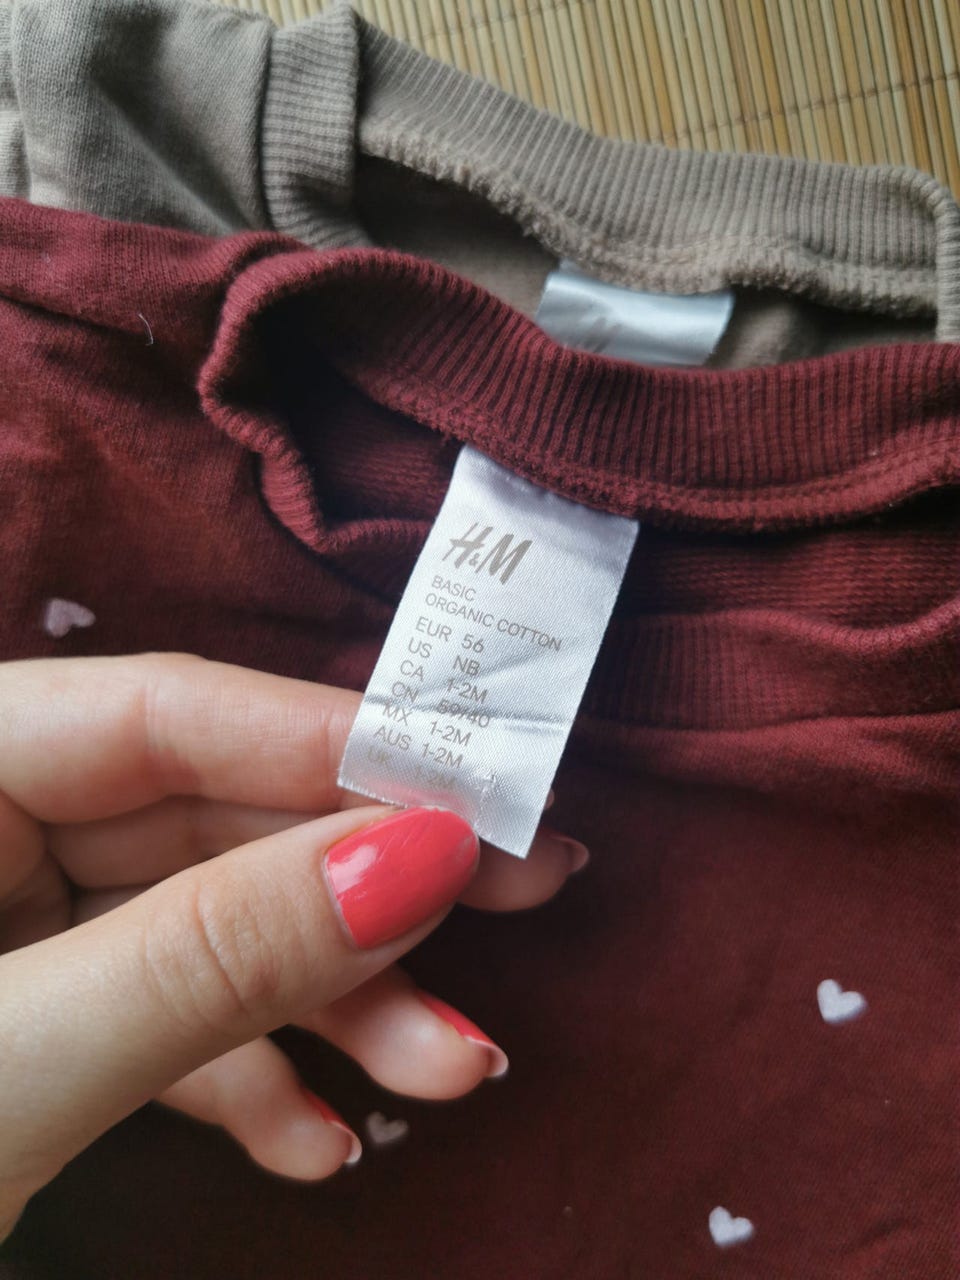 H&M
BASIC
ORGANIC COTTON
EUR 56
US NB
CA 1-2M
CN 59/40
MX 1-2M
AUS 1-2M
UK 1-2M